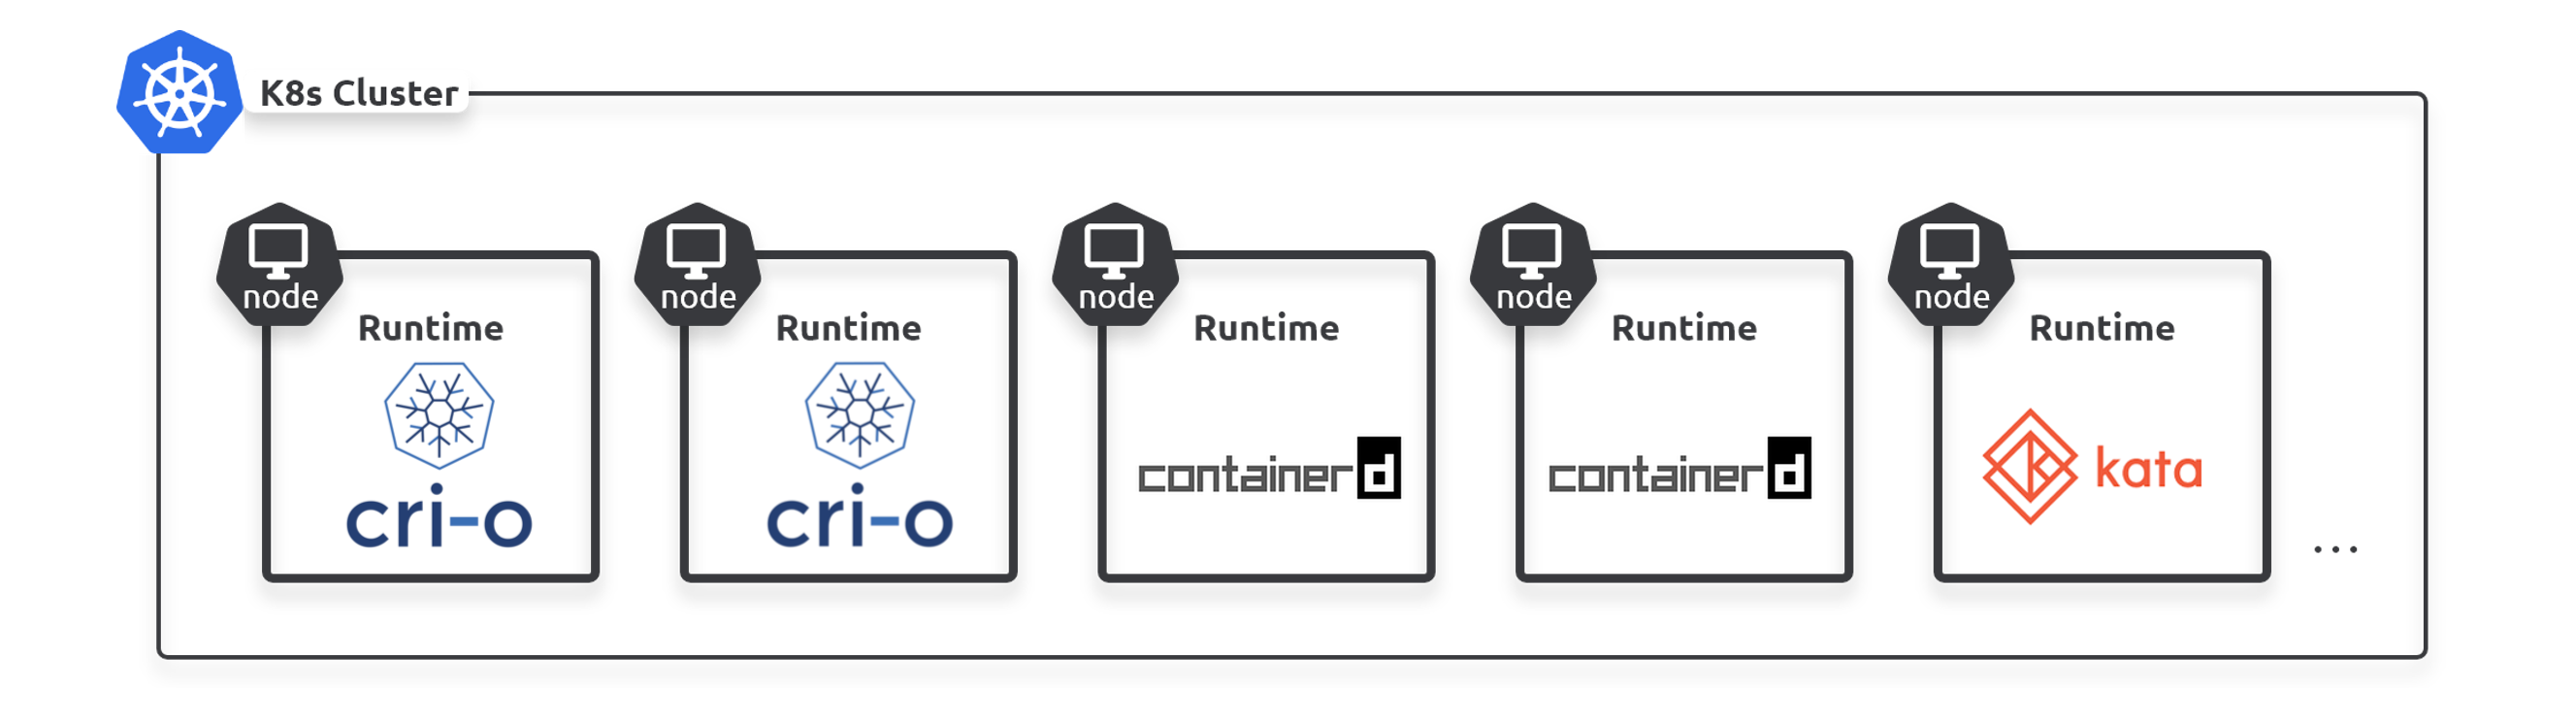 K8s Cluster
node
Runtime
cri-o
node
Runtime
cri-o
node
Runtime
containerd
node
Runtime
containerd
node
Runtime
kata
...